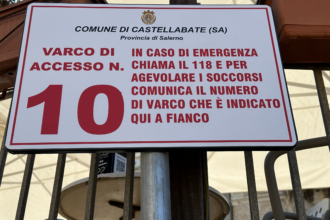 COMUNE DI CASTELLABATE (SA)
Provincia di Salerno
VARCO DI
ACCESSO N.
10
IN CASO DI EMERGENZA
CHIAMA IL 118 E PER
AGEVOLARE I SOCCORSI
COMUNICA IL NUMERO
DI VARCO CHE È INDICATO
QUI A FIANCO